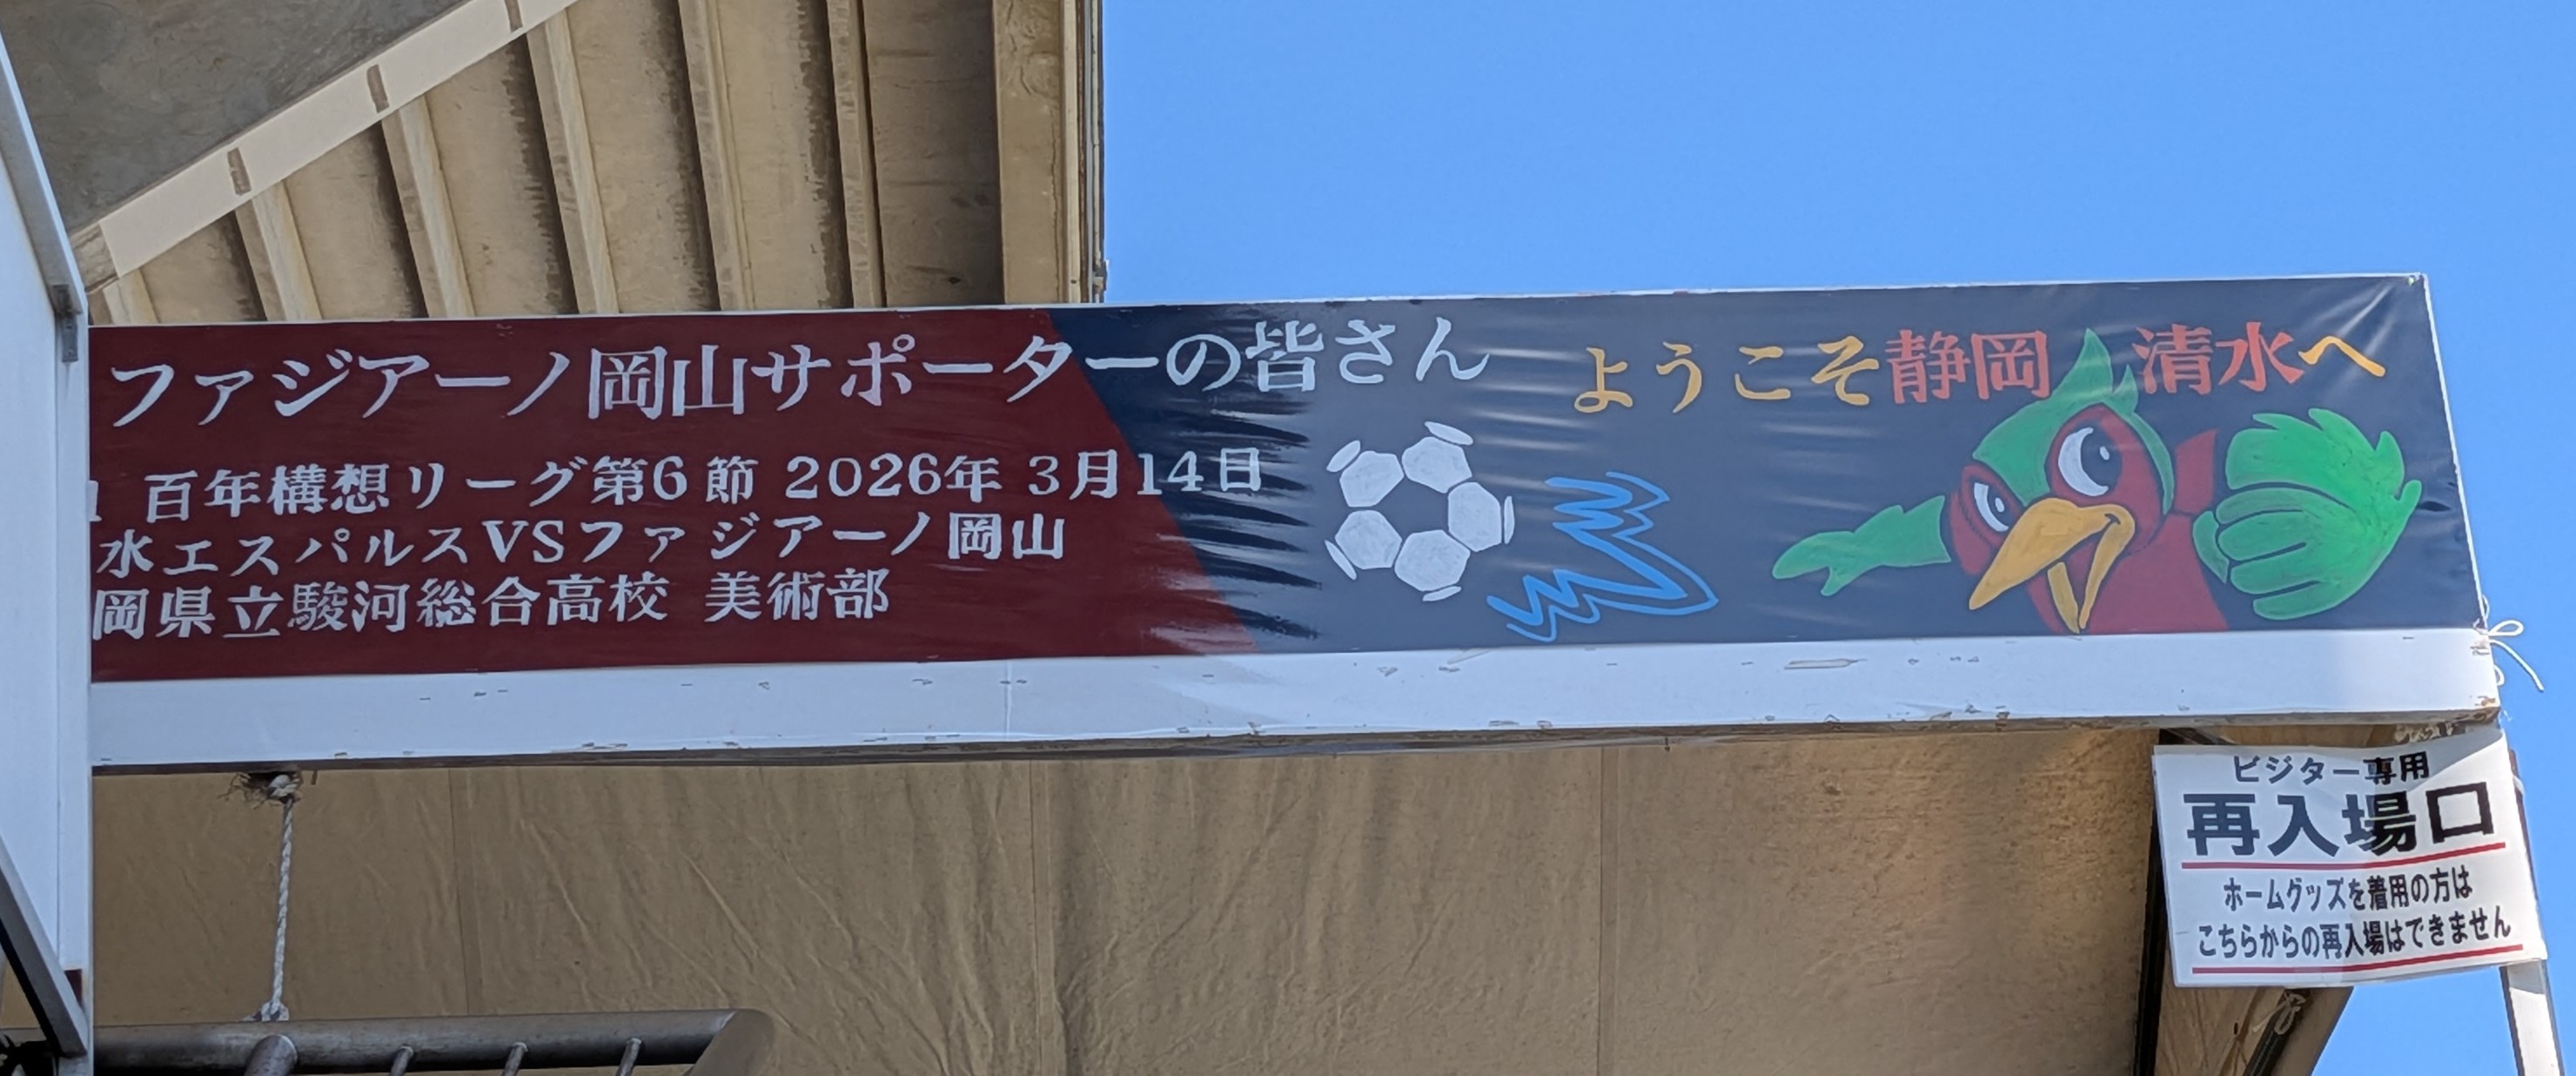 ファジアーノ岡山サポーターの皆さん
ようこそ静岡 清水へ
百年構想リーグ第6節 2026年 3月14日
水エスパルスVSファジアーノ岡山
岡県立駿河総合高校 美術部
ビジター専用
再入場口
ホームグッズを着用の方は
こちらからの再入場はできません